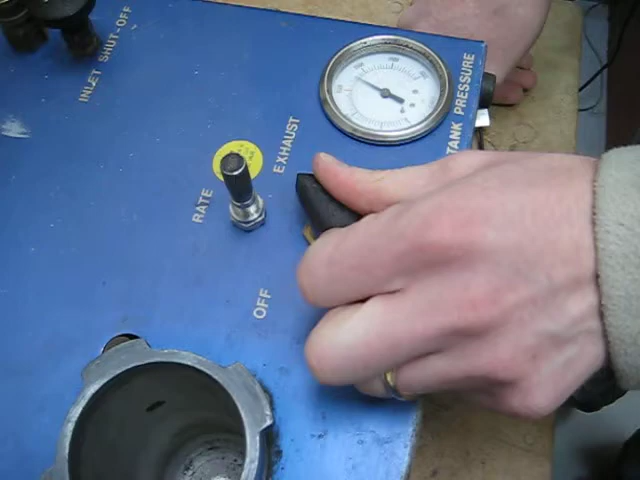 INLET SHUT-OFF
TANK PRESSURE
EXHAUST
RATE
OFF